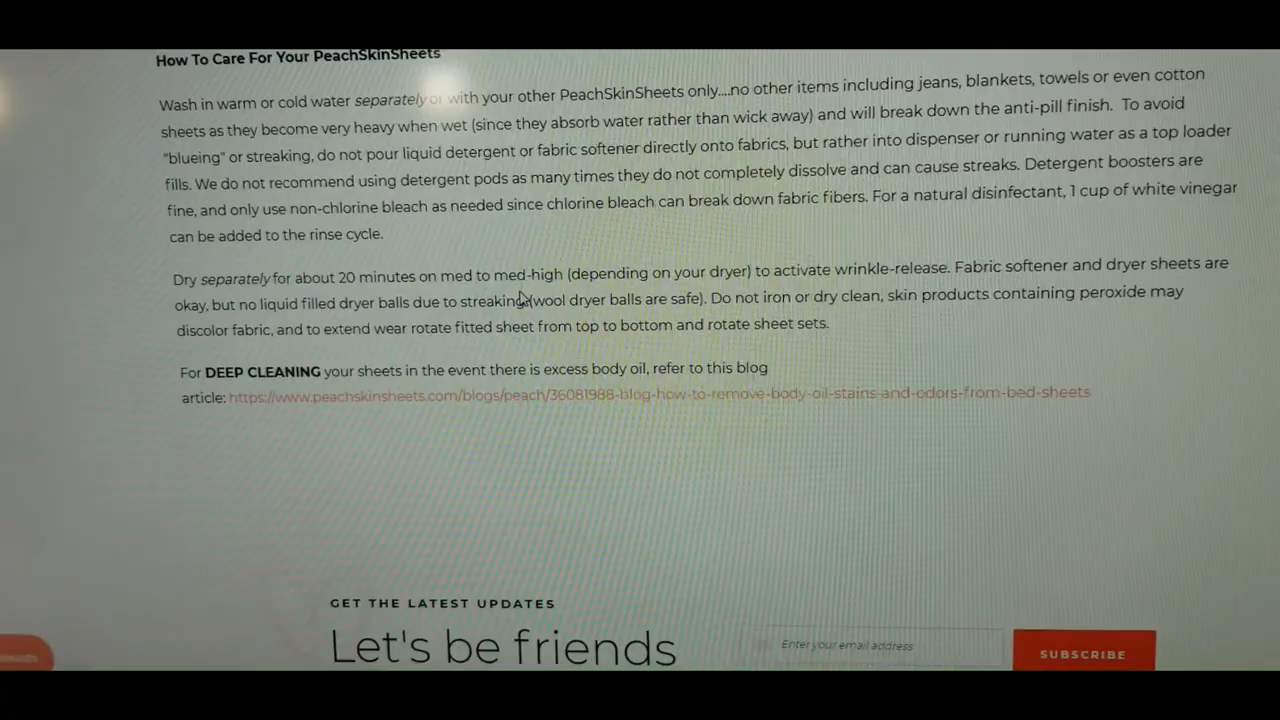 How To Care For Your PeachSkinSheets
Wash in warm or cold water separately or with your other PeachSkinSheets only....no other items including jeans, blankets, towels or even cotton
sheets as they become very heavy when wet (since they absorb water rather than wick away) and will break down the anti-pill finish. To avoid
"blueing" or streaking, do not pour liquid detergent or fabric softener directly onto fabrics, but rather into dispenser or running water as a top loader
fills. We do not recommend using detergent pods as many times they do not completely dissolve and can cause streaks. Detergent boosters are
fine, and only use non-chlorine bleach as needed since chlorine bleach can break down fabric fibers. For a natural disinfectant, 1 cup of white vinegar
can be added to the rinse cycle.
Dry separately for about 20 minutes on med to med-high (depending on your dryer) to activate wrinkle-release. Fabric softener and dryer sheets are
okay, but no liquid filled dryer balls due to streaking (wool dryer balls are safe). Do not iron or dry clean, skin products containing peroxide may
discolor fabric, and to extend wear rotate fitted sheet from top to bottom and rotate sheet sets.
For DEEP CLEANING your sheets in the event there is excess body oil, refer to this blog
article: https://www.peachskinsheets.com/blogs/peach/36081988-blog-how-to-remove-body-oil-stains-and-odors-from-bed-sheets
GET THE LATEST UPDATES
Let's be friends
Enter your email address
SUBSCRIBE